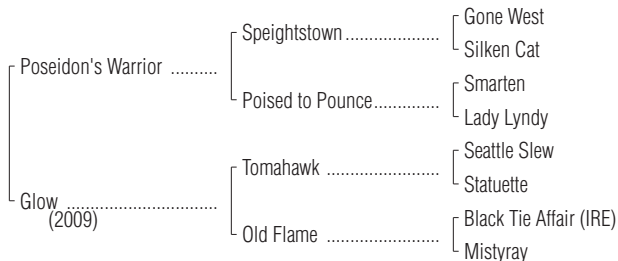 Gone West
Speightstown ...................
Silken Cat
Poseidon's Warrior ..........
Smarten
Poised to Pounce.............
Lady Lyndy
Seattle Slew
Tomahawk .......................
Statuette
Glow ................................
(2009)
Black Tie Affair (IRE)
Old Flame .......................
Mistyray